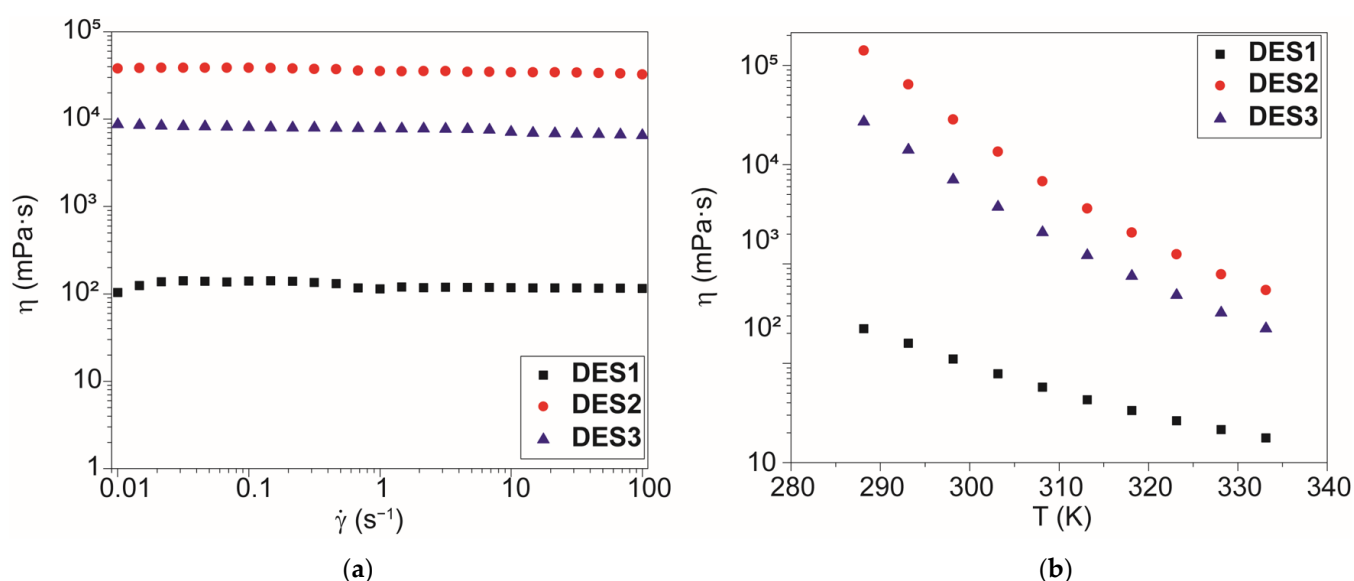 10⁵
10⁴
10³
10²
10
1
η (mPa·s)
0.01 0.1 1 10 100
γ̇ (s⁻¹)
DES1
DES2
DES3
(a)
10⁵
10⁴
10³
10²
10
η (mPa·s)
280 290 300 310 320 330 340
T (K)
DES1
DES2
DES3
(b)